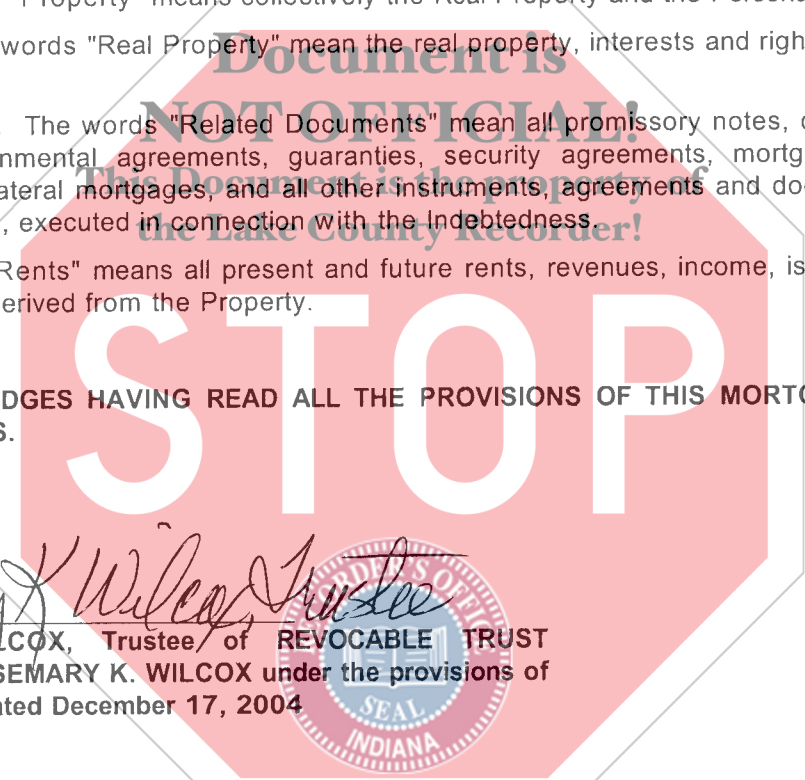 Property" means collectively the Real Property and the
words "Real Property" mean the real property, interests and righ
Document is
NOT OFFICIAL!
This Document is the property of
the Lake County Recorder!
The words "Related Documents" mean all promissory notes,
nmental agreements, guaranties, security agreements, mortg
ateral mortgages, and all other instruments, agreements and do
, executed in connection with the Indebtedness.
Rents" means all present and future rents, revenues, income, is
erived from the Property.
STOP
DGES HAVING READ ALL THE PROVISIONS OF THIS MORTG
S.
K Wilcox, Trustee
LCOX, Trustee of REVOCABLE TRUST
SEMARY K. WILCOX under the provisions of
ted December 17, 2004
RECORDER'S OFFICE
SEAL
INDIANA